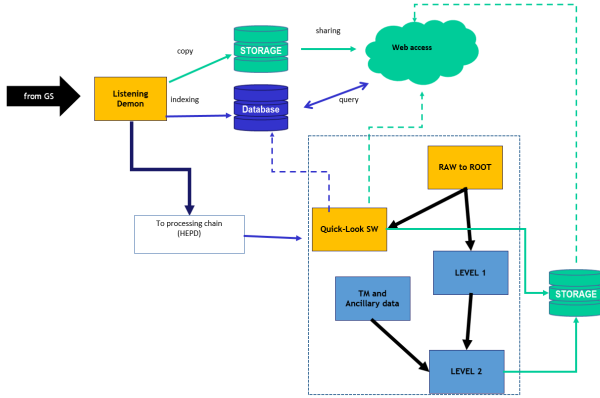 sharing
copy
STORAGE
Web access
from GS
Listening
Demon
indexing
Database
query
RAW to ROOT
To processing chain
(HEPD)
Quick-Look SW
LEVEL 1
TM and
Ancillary data
STORAGE
LEVEL 2